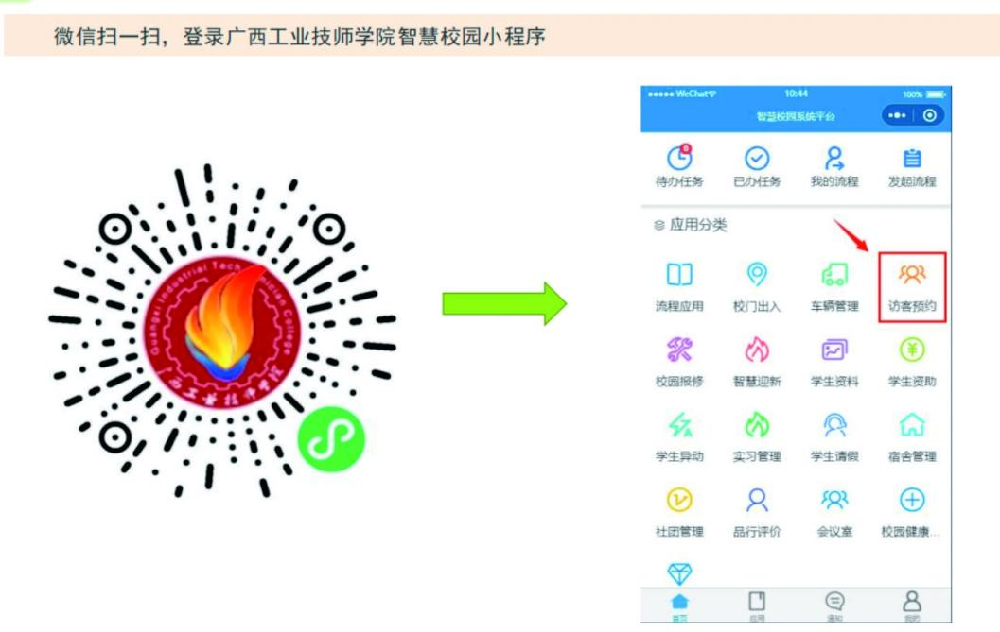 微信扫一扫，登录广西工业技师学院智慧校园小程序
WeChat 10:44 100%
智慧校园系统平台
0
待办任务 已办任务 我的流程 发起流程
应用分类
流程应用 校门出入 车辆管理 访客预约
校园报修 智慧迎新 学生资料 学生资助
学生异动 实习管理 学生请假 宿舍管理
社团管理 品行评价 会议室 校园健康...
首页 应用 通知 我的
Guangxi Industrial Technician College
西工业技师学院